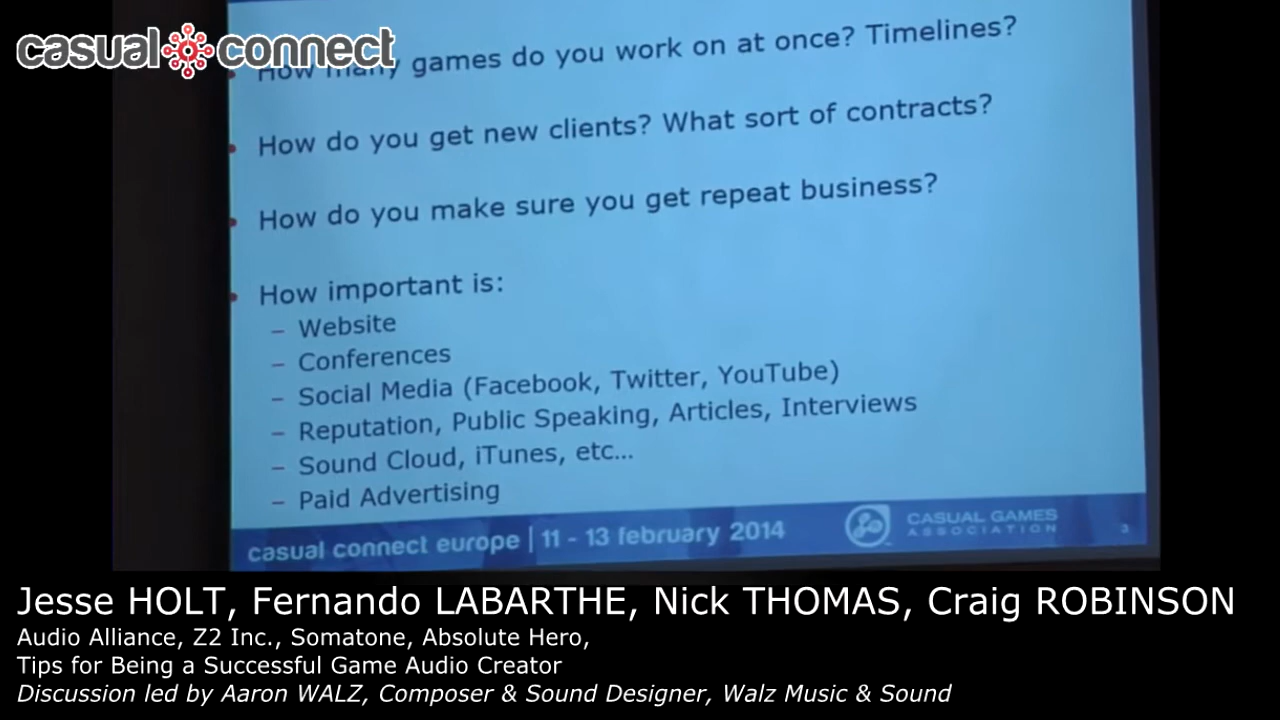 casual connect
How many games do you work on at once? Timelines?
How do you get new clients? What sort of contracts?
How do you make sure you get repeat business?
How important is:
– Website
– Conferences
– Social Media (Facebook, Twitter, YouTube)
– Reputation, Public Speaking, Articles, Interviews
– Sound Cloud, iTunes, etc...
– Paid Advertising
casual connect europe | 11 - 13 february 2014
CASUAL GAMES
ASSOCIATION
3
Jesse HOLT, Fernando LABARTHE, Nick THOMAS, Craig ROBINSON
Audio Alliance, Z2 Inc., Somatone, Absolute Hero,
Tips for Being a Successful Game Audio Creator
Discussion led by Aaron WALZ, Composer & Sound Designer, Walz Music & Sound